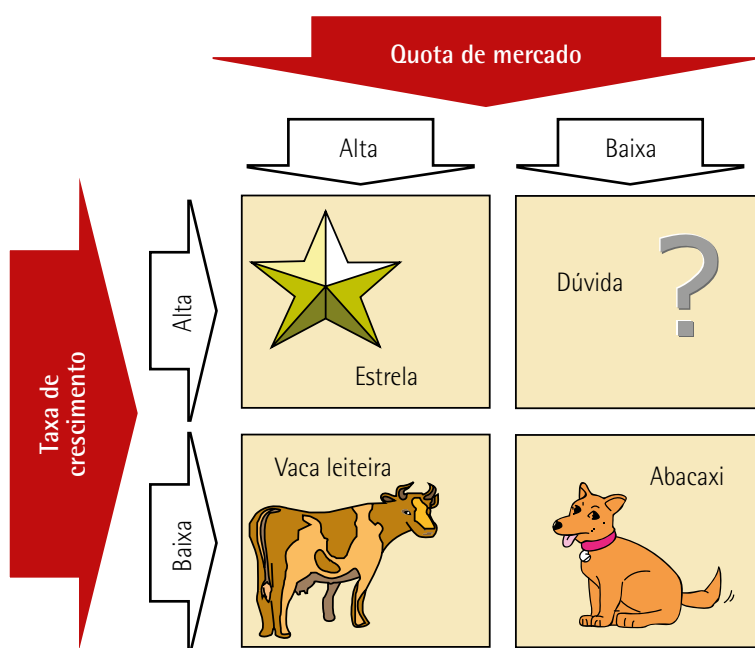 Quota de mercado
Alta
Baixa
Taxa de
crescimento
Alta
Estrela
Dúvida
?
Baixa
Vaca leiteira
Abacaxi